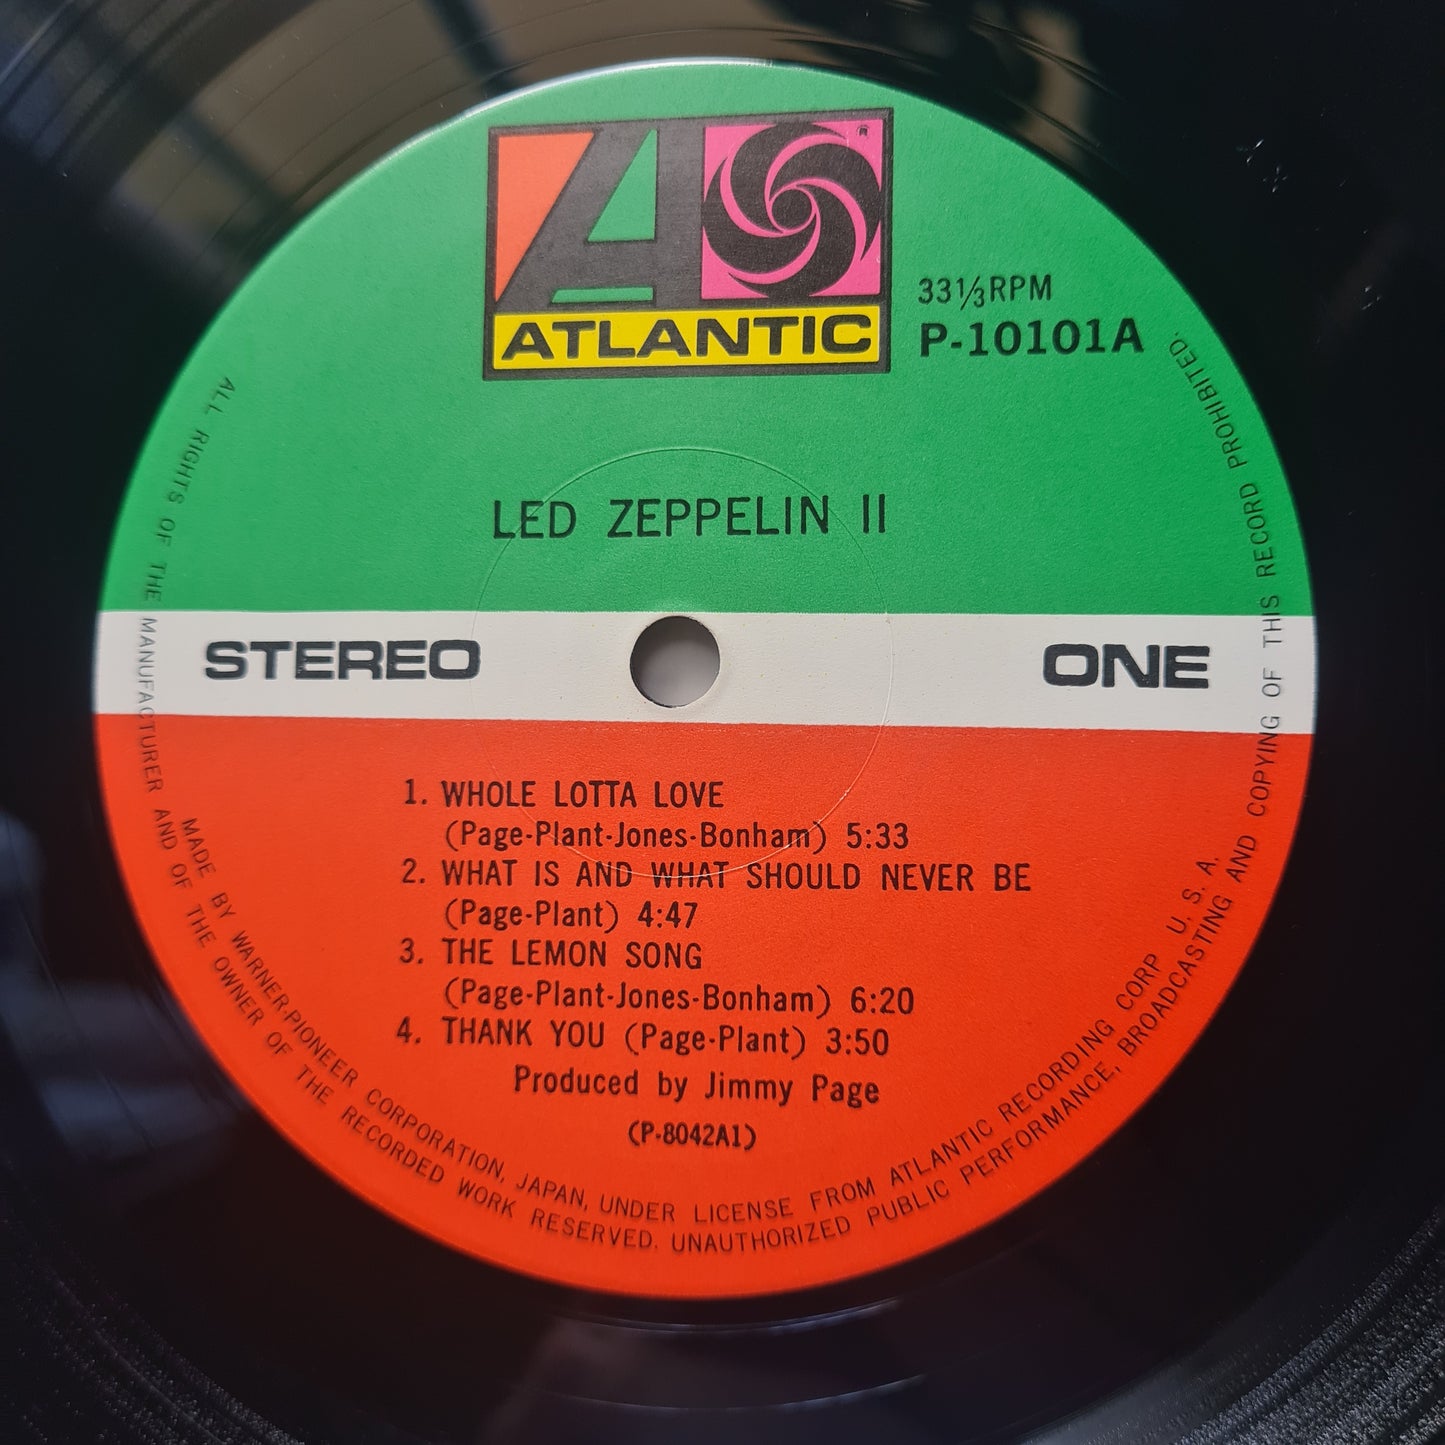 ATLANTIC
®
33⅓RPM
P-10101A
LED ZEPPELIN II
STEREO
ONE
1. WHOLE LOTTA LOVE
(Page-Plant-Jones-Bonham) 5:33
2. WHAT IS AND WHAT SHOULD NEVER BE
(Page-Plant) 4:47
3. THE LEMON SONG
(Page-Plant-Jones-Bonham) 6:20
4. THANK YOU (Page-Plant) 3:50
Produced by Jimmy Page
(P-8042A1)
MADE BY WARNER-PIONEER CORPORATION, JAPAN, UNDER LICENSE FROM ATLANTIC RECORDING CORP U. S. A.
ALL RIGHTS OF THE MANUFACTURER AND OF THE OWNER OF THE RECORDED WORK RESERVED. UNAUTHORIZED PUBLIC PERFORMANCE, BROADCASTING AND COPYING OF THIS RECORD PROHIBITED.